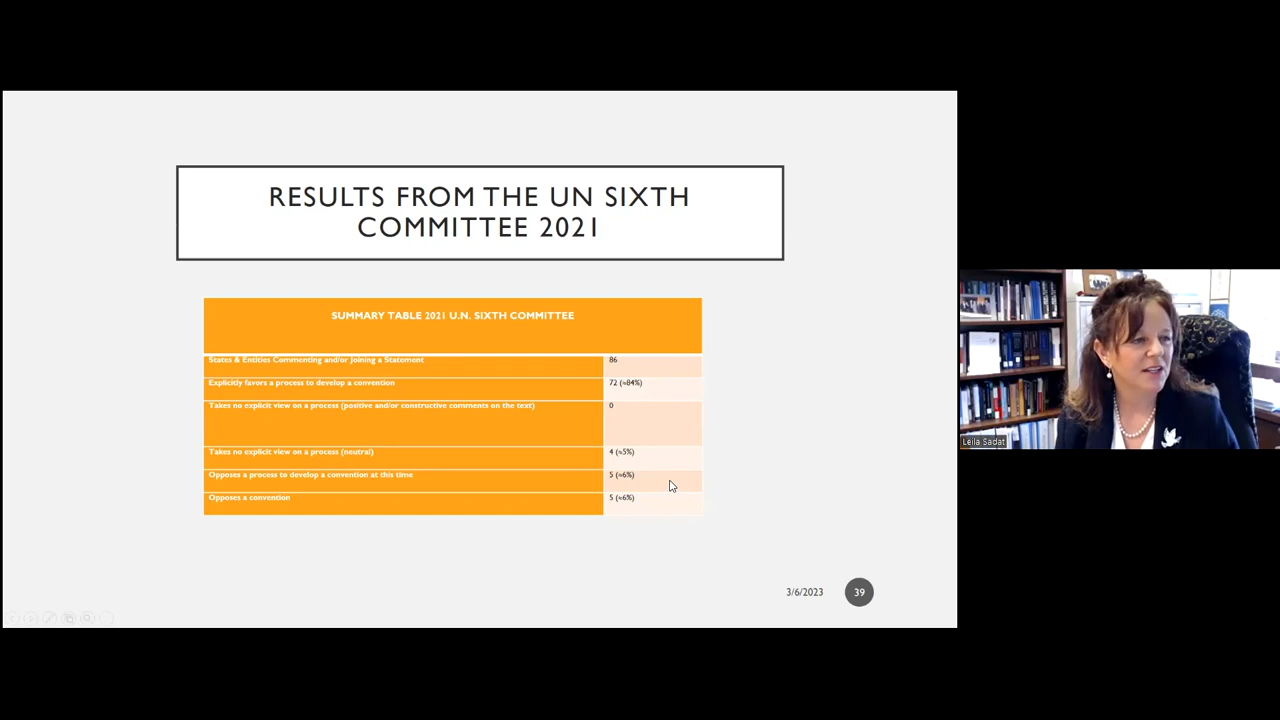 RESULTS FROM THE UN SIXTH
COMMITTEE 2021
SUMMARY TABLE 2021 U.N. SIXTH COMMITTEE
States & Entities Commenting and/or Joining a Statement 86
Explicitly favors a process to develop a convention 72 (≈84%)
Takes no explicit view on a process (positive and/or constructive comments on the text) 0
Takes no explicit view on a process (neutral) 4 (≈5%)
Opposes a process to develop a convention at this time 5 (≈6%)
Opposes a convention 5 (≈6%)
3/6/2023 39
Leila Sadat